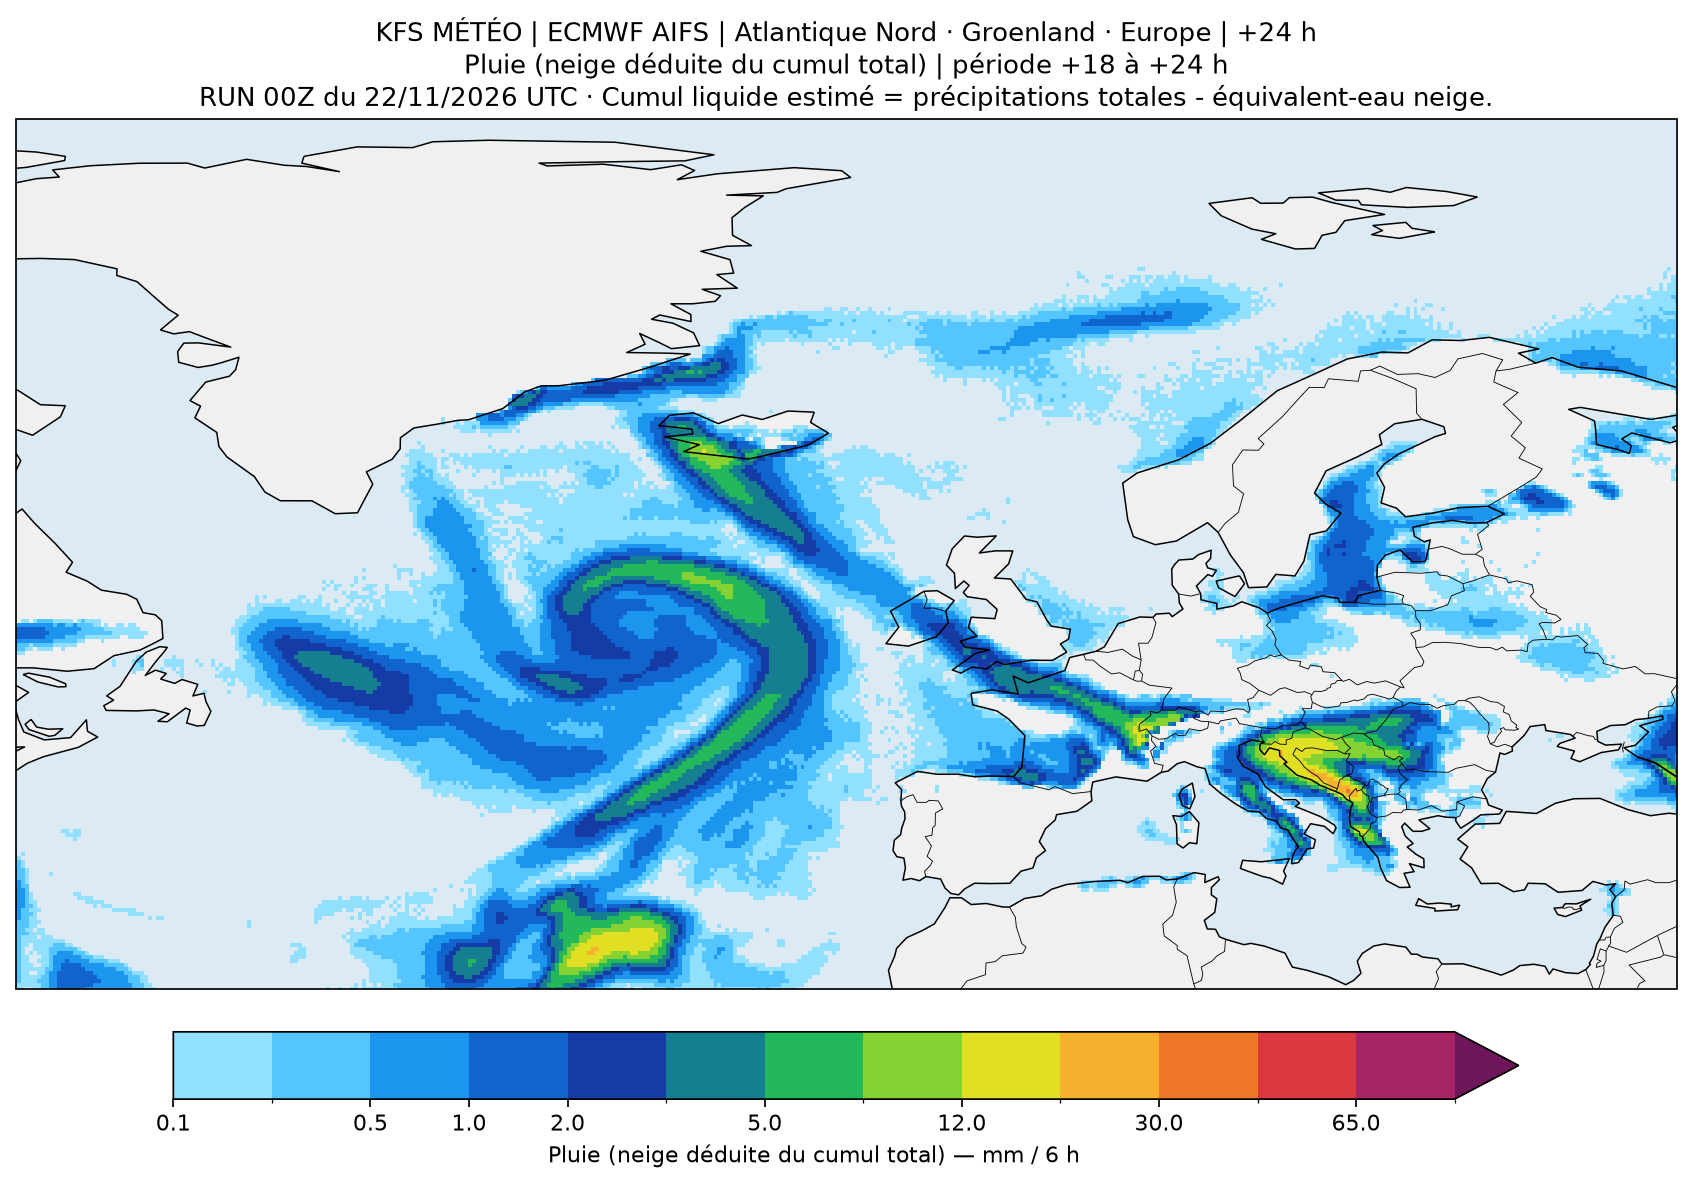 KFS MÉTÉO | ECMWF AIFS | Atlantique Nord · Groenland · Europe | +24 h
Pluie (neige déduite du cumul total) | période +18 à +24 h
RUN 00Z du 22/11/2026 UTC · Cumul liquide estimé = précipitations totales - équivalent-eau neige.
0.1 0.5 1.0 2.0 5.0 12.0 30.0 65.0
Pluie (neige déduite du cumul total) — mm / 6 h